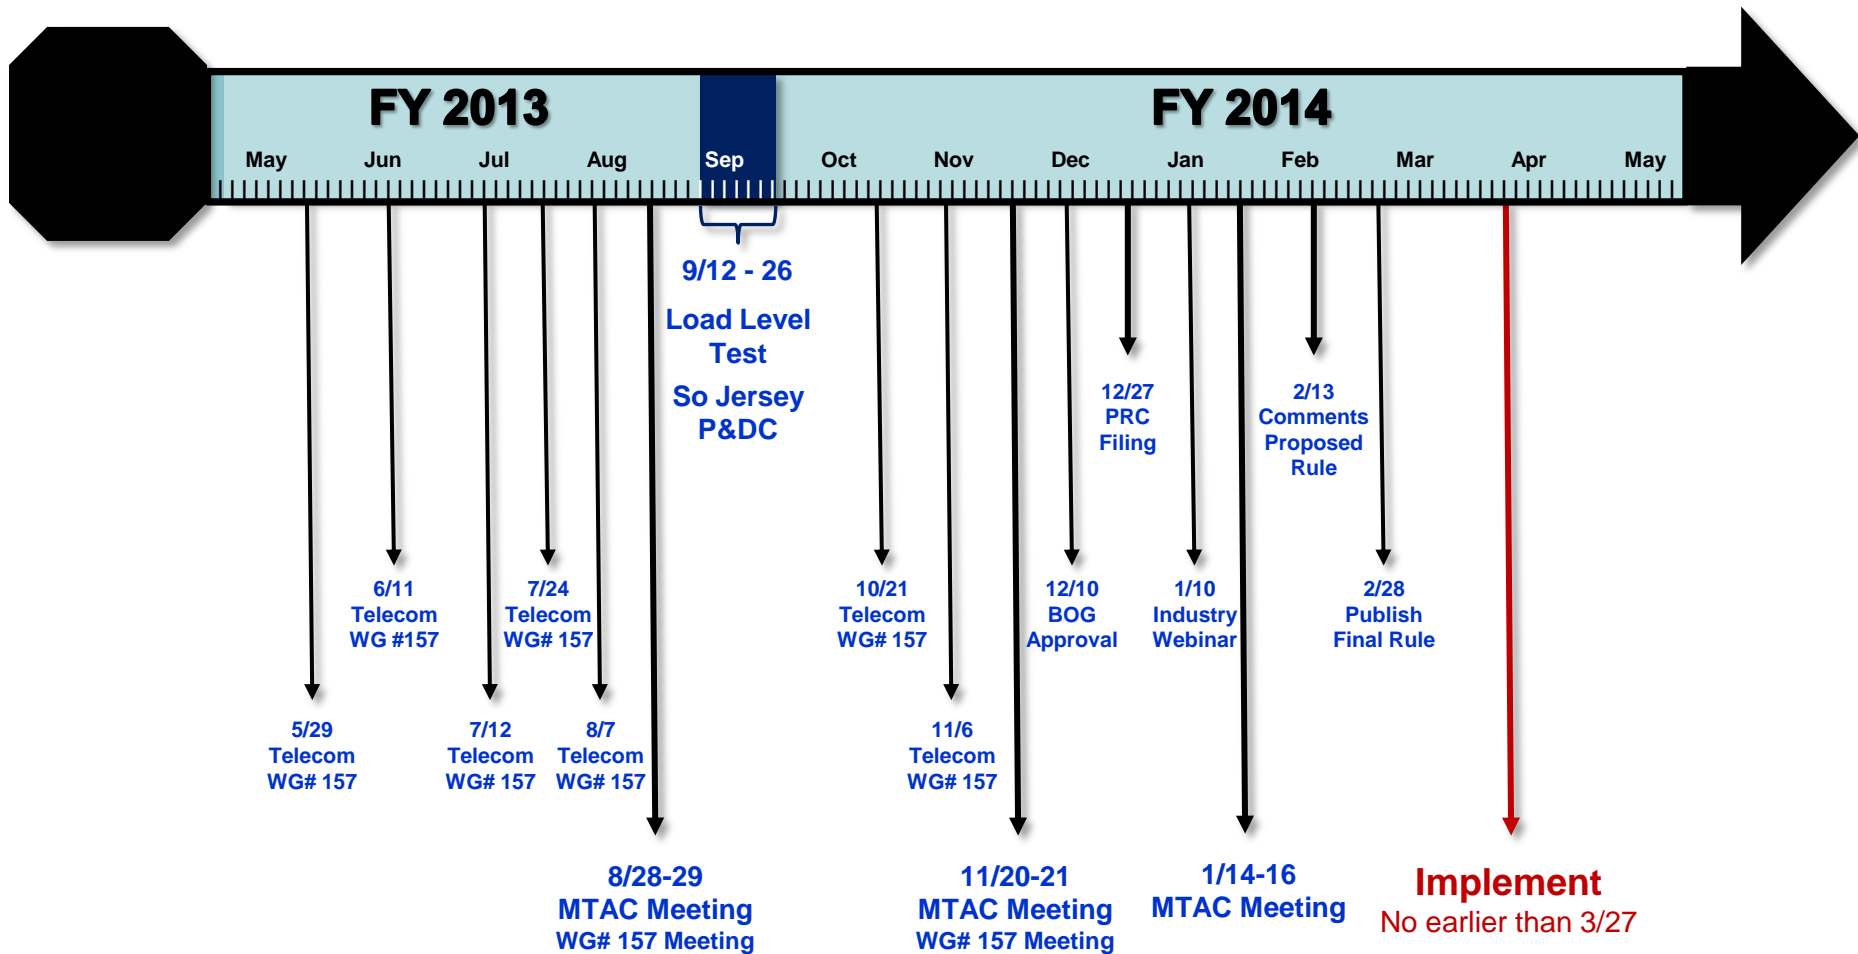 FY 2013
FY 2014
May
Jun
Jul
Aug
Sep
Oct
Nov
Dec
Jan
Feb
Mar
Apr
May
9/12 - 26
Load Level
Test
So Jersey
P&DC
12/27
PRC
Filing
2/13
Comments
Proposed
Rule
6/11
Telecom
WG #157
7/24
Telecom
WG# 157
10/21
Telecom
WG# 157
12/10
BOG
Approval
1/10
Industry
Webinar
2/28
Publish
Final Rule
5/29
Telecom
WG# 157
7/12
Telecom
WG# 157
8/7
Telecom
WG# 157
11/6
Telecom
WG# 157
8/28-29
MTAC Meeting
WG# 157 Meeting
11/20-21
MTAC Meeting
WG# 157 Meeting
1/14-16
MTAC Meeting
Implement
No earlier than 3/27